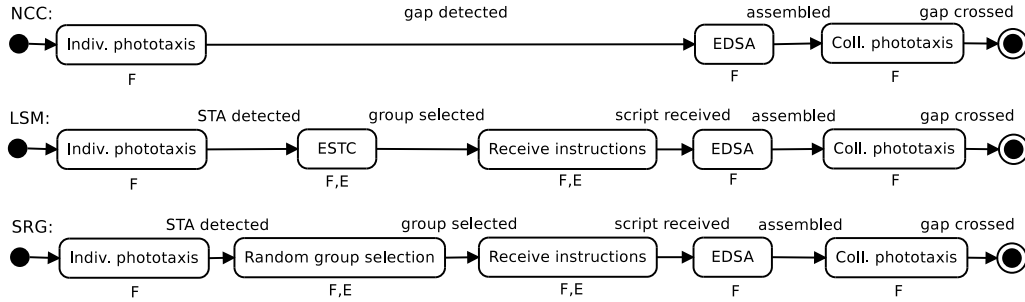 NCC:
gap detected
assembled
gap crossed
Indiv. phototaxis
EDSA
Coll. phototaxis
F
F
F
LSM:
STA detected
group selected
script received
assembled
gap crossed
Indiv. phototaxis
ESTC
Receive instructions
EDSA
Coll. phototaxis
F
F,E
F,E
F
F
SRG:
STA detected
group selected
script received
assembled
gap crossed
Indiv. phototaxis
Random group selection
Receive instructions
EDSA
Coll. phototaxis
F
F,E
F,E
F
F